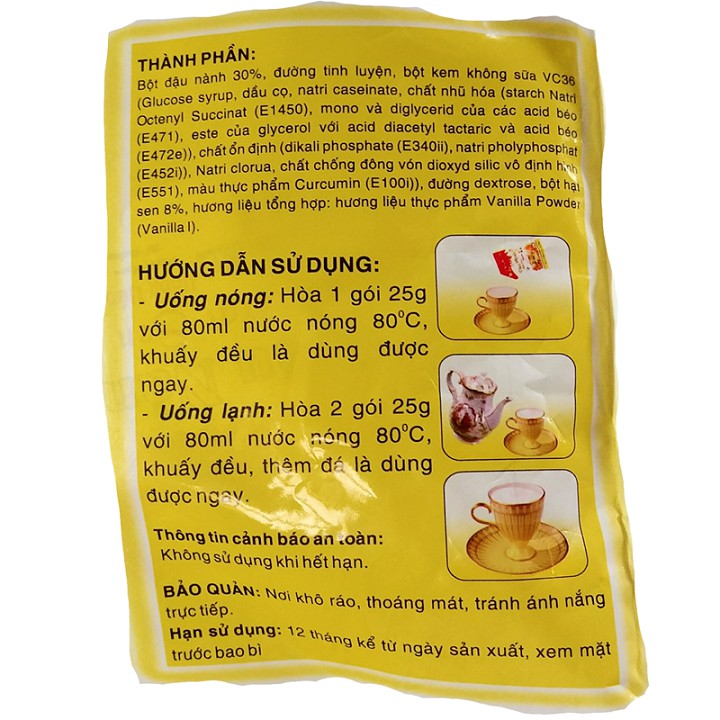 THÀNH PHẦN:
Bột đậu nành 30%, đường tinh luyện, bột kem không sữa VC36
(Glucose syrup, dầu cọ, natri caseinate, chất nhũ hóa (starch Natri
Octenyl Succinat (E1450), mono và diglycerid của các acid béo
(E471), este của glycerol với acid diacetyl tactaric và acid béo
(E472e)), chất ổn định (dikali phosphate (E340ii), natri pholyphosphat
(E452i)), Natri clorua, chất chống đông vón dioxyd silic vô định hình
(E551), màu thực phẩm Curcumin (E100i)), đường dextrose, bột hạt
sen 8%, hương liệu tổng hợp: hương liệu thực phẩm Vanilla Powder
(Vanilla I).
HƯỚNG DẪN SỬ DỤNG:
- Uống nóng: Hòa 1 gói 25g
với 80ml nước nóng 80⁰C,
khuấy đều là dùng được
ngay.
- Uống lạnh: Hòa 2 gói 25g
với 80ml nước nóng 80⁰C,
khuấy đều, thêm đá là dùng
được ngay.
Thông tin cảnh báo an toàn:
Không sử dụng khi hết hạn.
BẢO QUẢN: Nơi khô ráo, thoáng mát, tránh ánh nắng
trực tiếp.
Hạn sử dụng: 12 tháng kể từ ngày sản xuất, xem mặt
trước bao bì